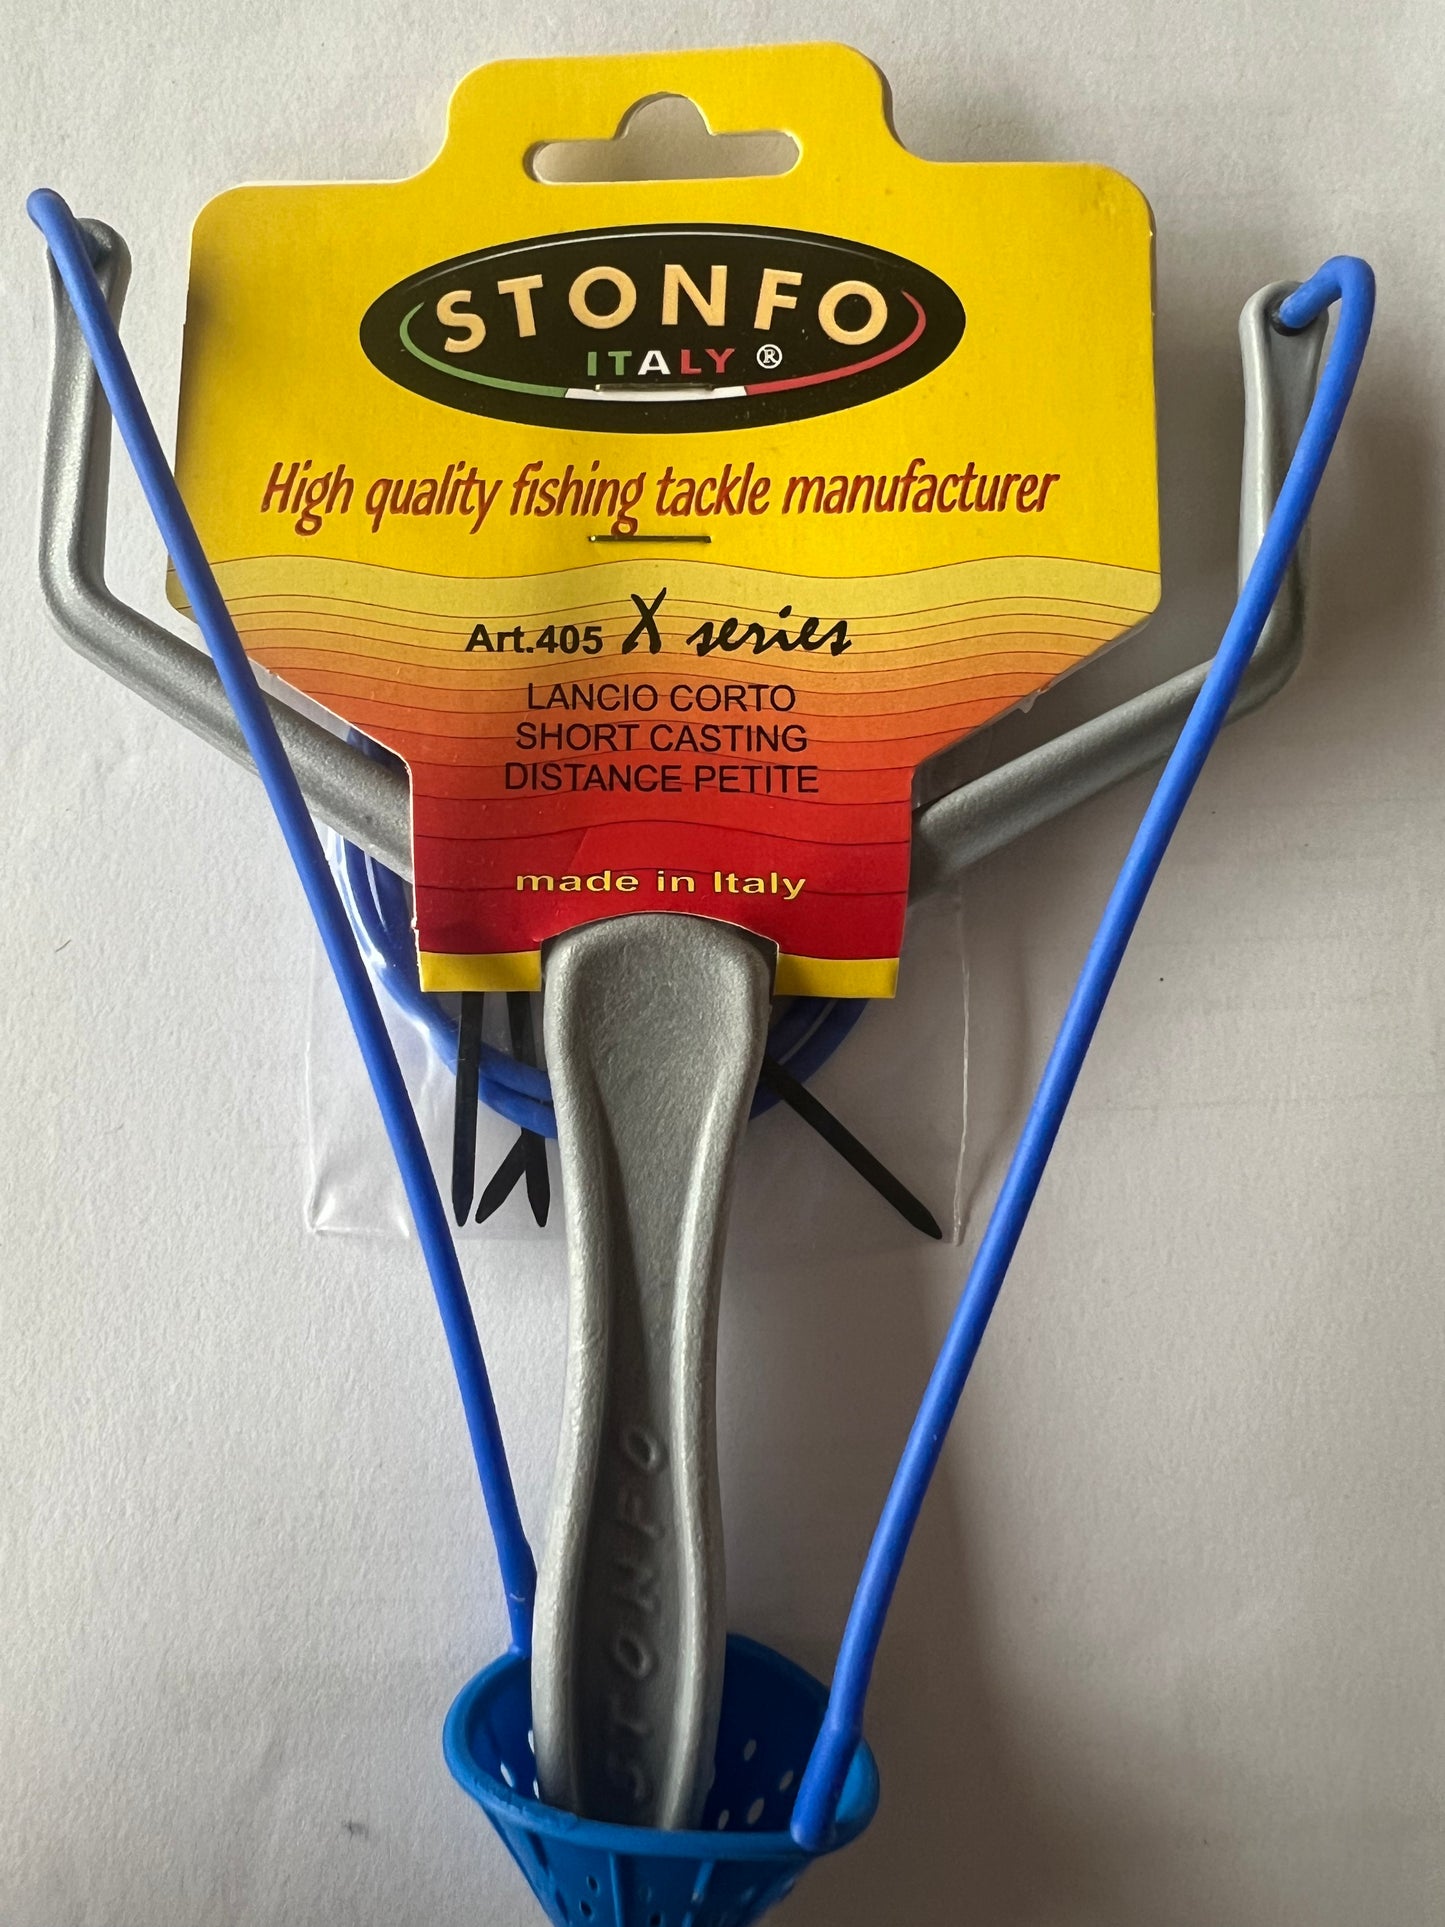 STONFO
ITALY ®
High quality fishing tackle manufacturer
Art.405 X series
LANCIO CORTO
SHORT CASTING
DISTANCE PETITE
made in Italy
STONFO